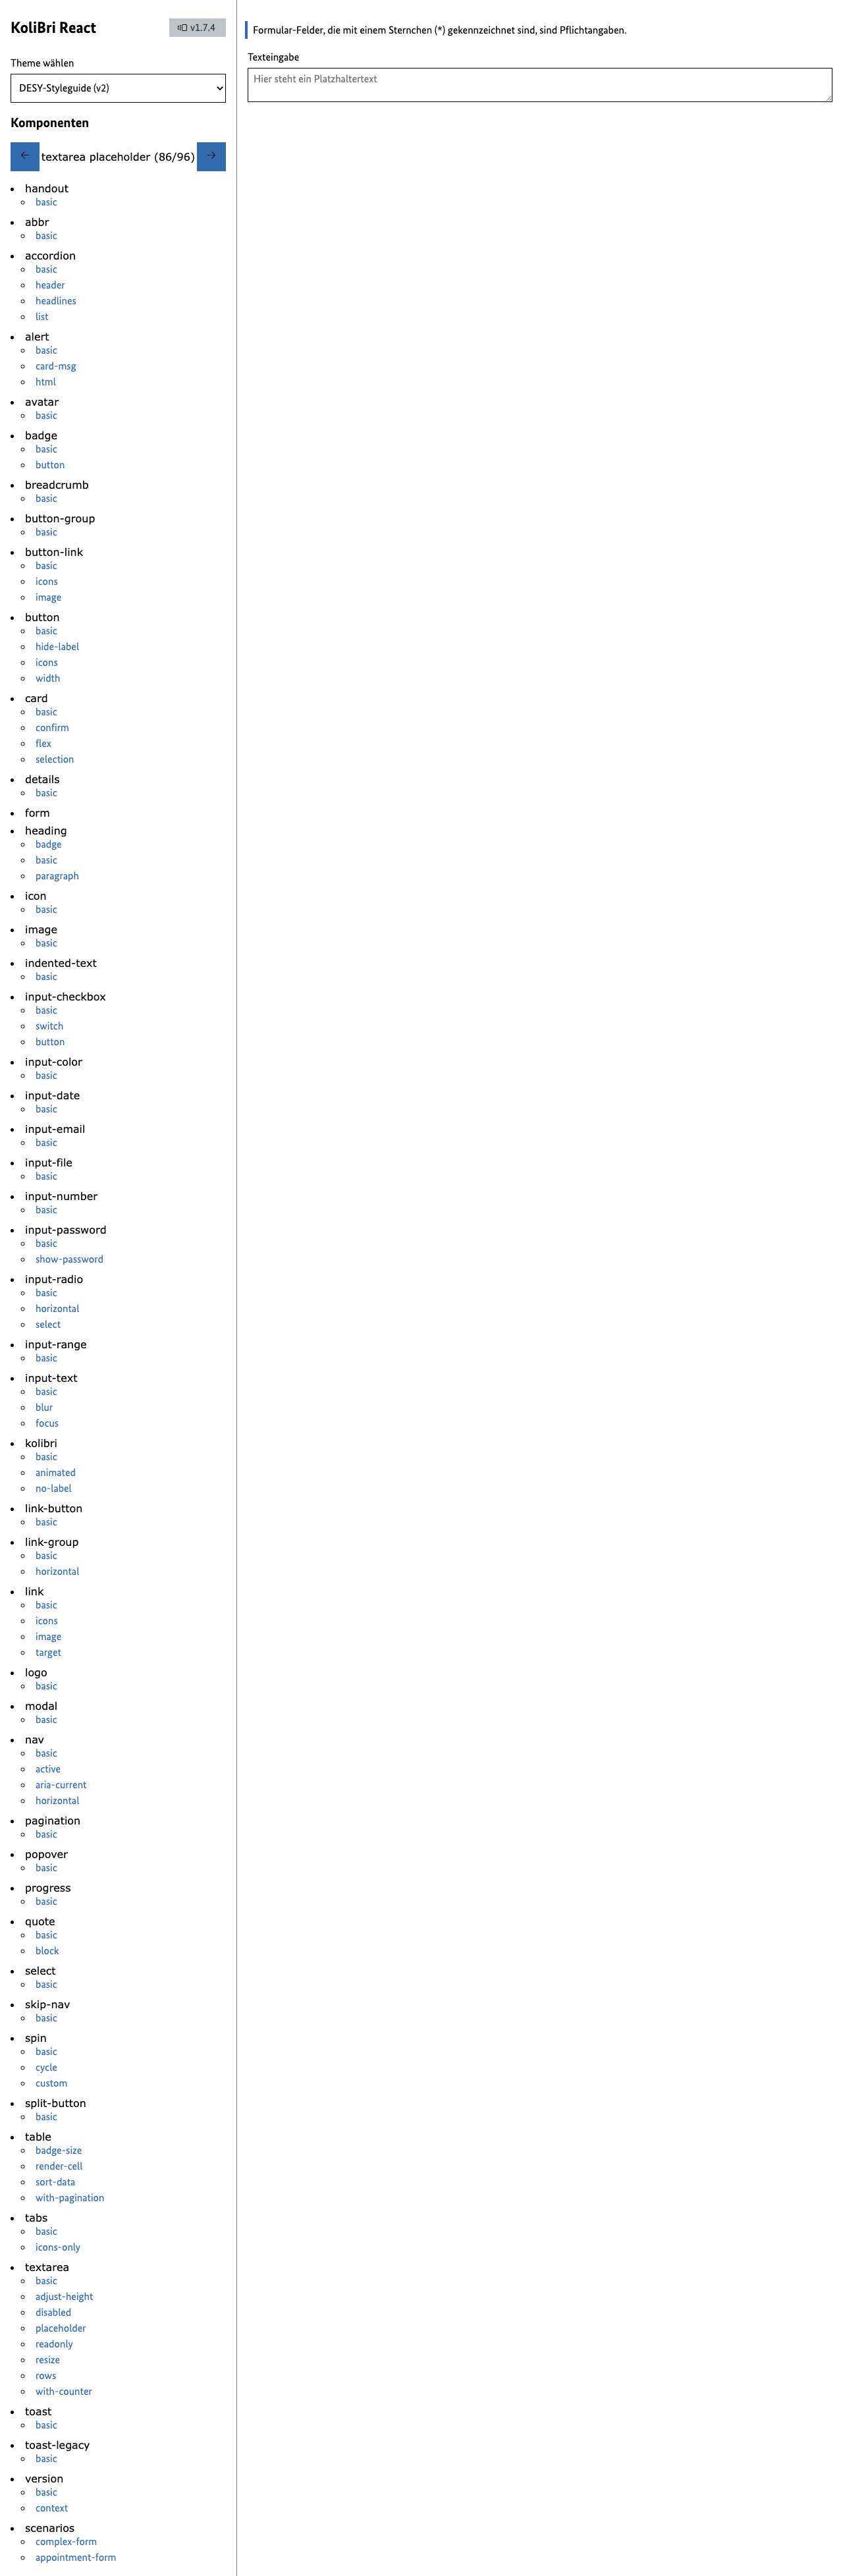 KoliBri React
v1.7.4
Theme wählen
DESY-Styleguide (v2)
Komponenten
← textarea placeholder (86/96) →
handout
basic
abbr
basic
accordion
basic
header
headlines
list
alert
basic
card-msg
html
avatar
basic
badge
basic
button
breadcrumb
basic
button-group
basic
button-link
basic
icons
image
button
basic
hide-label
icons
width
card
basic
confirm
flex
selection
details
basic
form
heading
badge
basic
paragraph
icon
basic
image
basic
indented-text
basic
input-checkbox
basic
switch
button
input-color
basic
input-date
basic
input-email
basic
input-file
basic
input-number
basic
input-password
basic
show-password
input-radio
basic
horizontal
select
input-range
basic
input-text
basic
blur
focus
kolibri
basic
animated
no-label
link-button
basic
link-group
basic
horizontal
link
basic
icons
image
target
logo
basic
modal
basic
nav
basic
active
aria-current
horizontal
pagination
basic
popover
basic
progress
basic
quote
basic
block
select
basic
skip-nav
basic
spin
basic
cycle
custom
split-button
basic
table
badge-size
render-cell
sort-data
with-pagination
tabs
basic
icons-only
textarea
basic
adjust-height
disabled
placeholder
readonly
resize
rows
with-counter
toast
basic
toast-legacy
basic
version
basic
context
scenarios
complex-form
appointment-form
Formular-Felder, die mit einem Sternchen (*) gekennzeichnet sind, sind Pflichtangaben.
Texteingabe
Hier steht ein Platzhaltertext